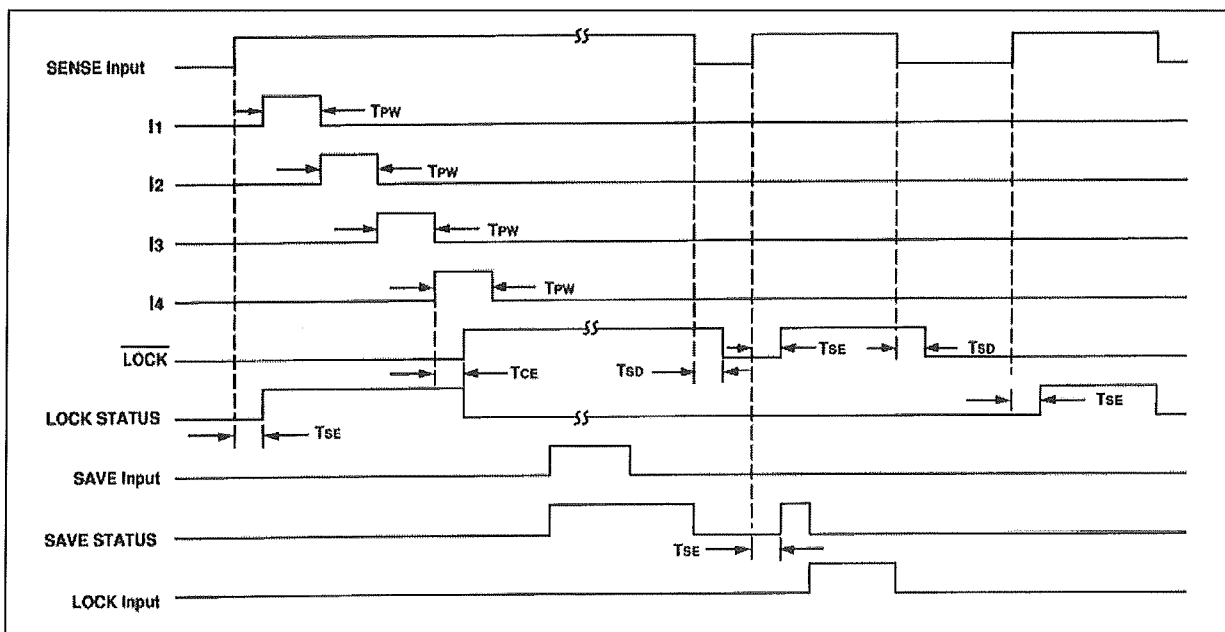 SENSE Input
I1
TPW
I2
TPW
I3
TPW
I4
TPW
LOCK
TCE
TSD
TSE
TSD
LOCK STATUS
TSE
TSE
SAVE Input
SAVE STATUS
TSE
LOCK Input